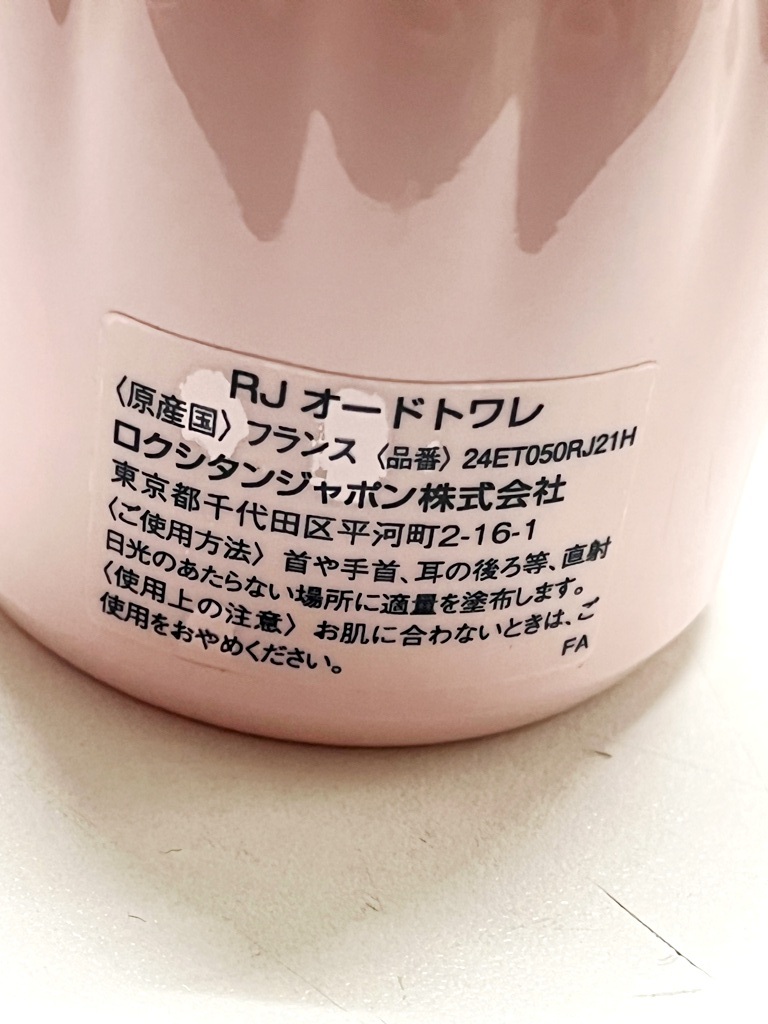 RJ オードトワレ
〈原産国〉フランス〈品番〉24ET050RJ21H
ロクシタンジャポン株式会社
東京都千代田区平河町2-16-1
〈ご使用方法〉首や手首、耳の後ろ等、直射
日光のあたらない場所に適量を塗布します。
〈使用上の注意〉お肌に合わないときは、ご
使用をおやめください。
FA